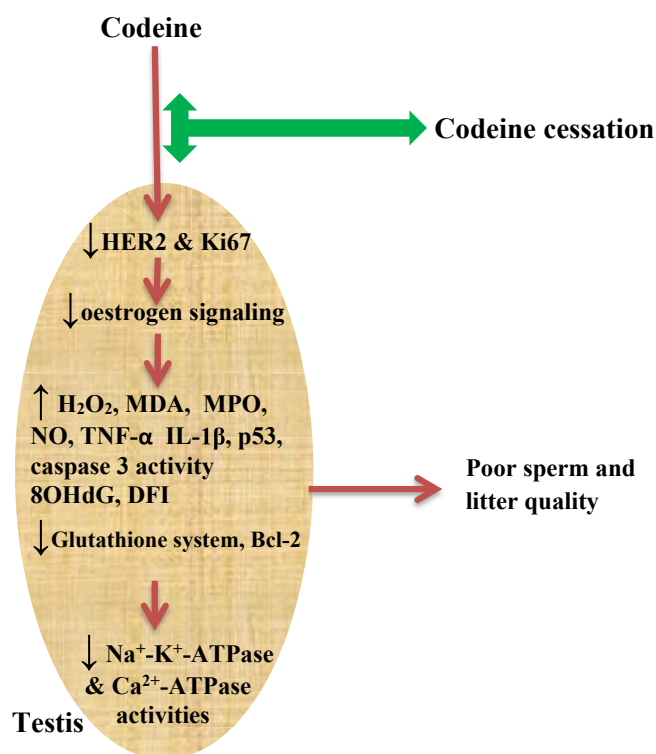 Codeine
Codeine cessation
↓HER2 & Ki67
↓oestrogen signaling
↑ H₂O₂, MDA, MPO,
NO, TNF-α IL-1β, p53,
caspase 3 activity
8OHdG, DFI
↓Glutathione system, Bcl-2
Poor sperm and
litter quality
↓ Na⁺-K⁺-ATPase
& Ca²⁺-ATPase
activities
Testis